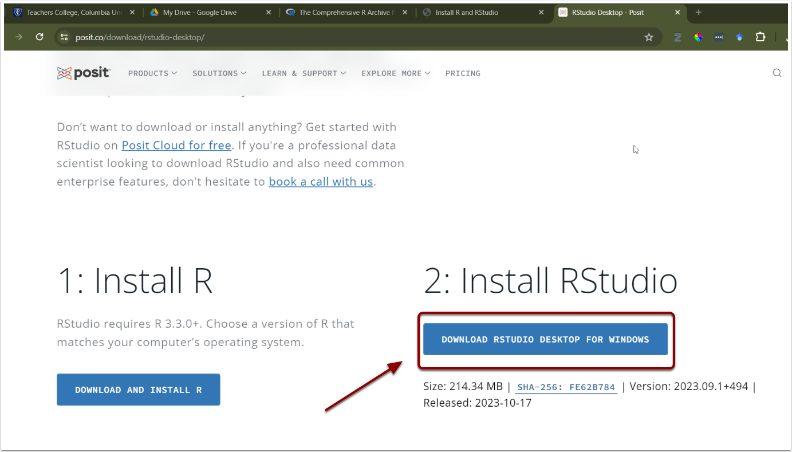 Teachers College, Columbia Uni
My Drive - Google Drive
The Comprehensive R Archive
Install R and RStudio
RStudio Desktop - Posit
posit.co/download/rstudio-desktop/
posit
PRODUCTS
SOLUTIONS
LEARN & SUPPORT
EXPLORE MORE
PRICING
Don't want to download or install anything? Get started with
RStudio on Posit Cloud for free. If you're a professional data
scientist looking to download RStudio and also need common
enterprise features, don't hesitate to book a call with us.
1: Install R
RStudio requires R 3.3.0+. Choose a version of R that
matches your computer's operating system.
DOWNLOAD AND INSTALL R
2: Install RStudio
DOWNLOAD RSTUDIO DESKTOP FOR WINDOWS
Size: 214.34 MB | SHA-256: FE62B784 | Version: 2023.09.1+494 |
Released: 2023-10-17